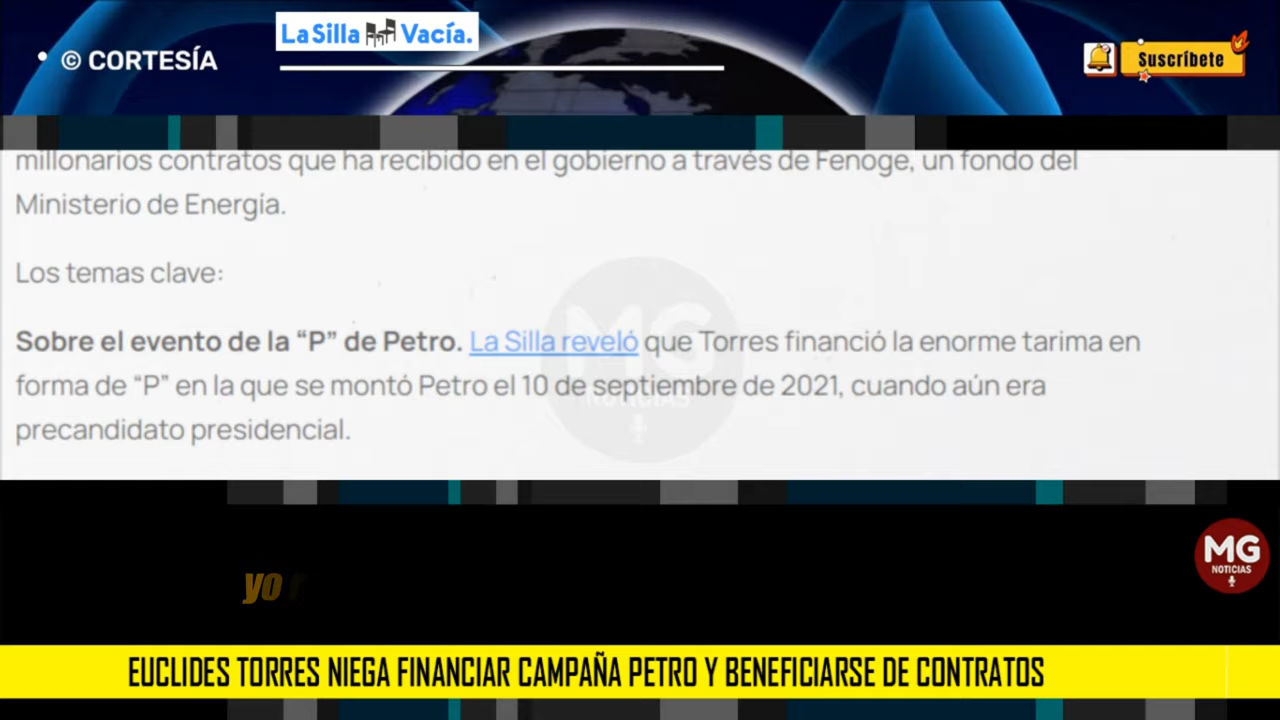 La Silla Vacía.
© CORTESÍA
Suscríbete
millonarios contratos que ha recibido en el gobierno a través de Fenoge, un fondo del
Ministerio de Energía.
Los temas clave:
Sobre el evento de la “P” de Petro. La Silla reveló que Torres financió la enorme tarima en
forma de “P” en la que se montó Petro el 10 de septiembre de 2021, cuando aún era
precandidato presidencial.
MG
NOTICIAS
MG
NOTICIAS
yo
EUCLIDES TORRES NIEGA FINANCIAR CAMPAÑA PETRO Y BENEFICIARSE DE CONTRATOS